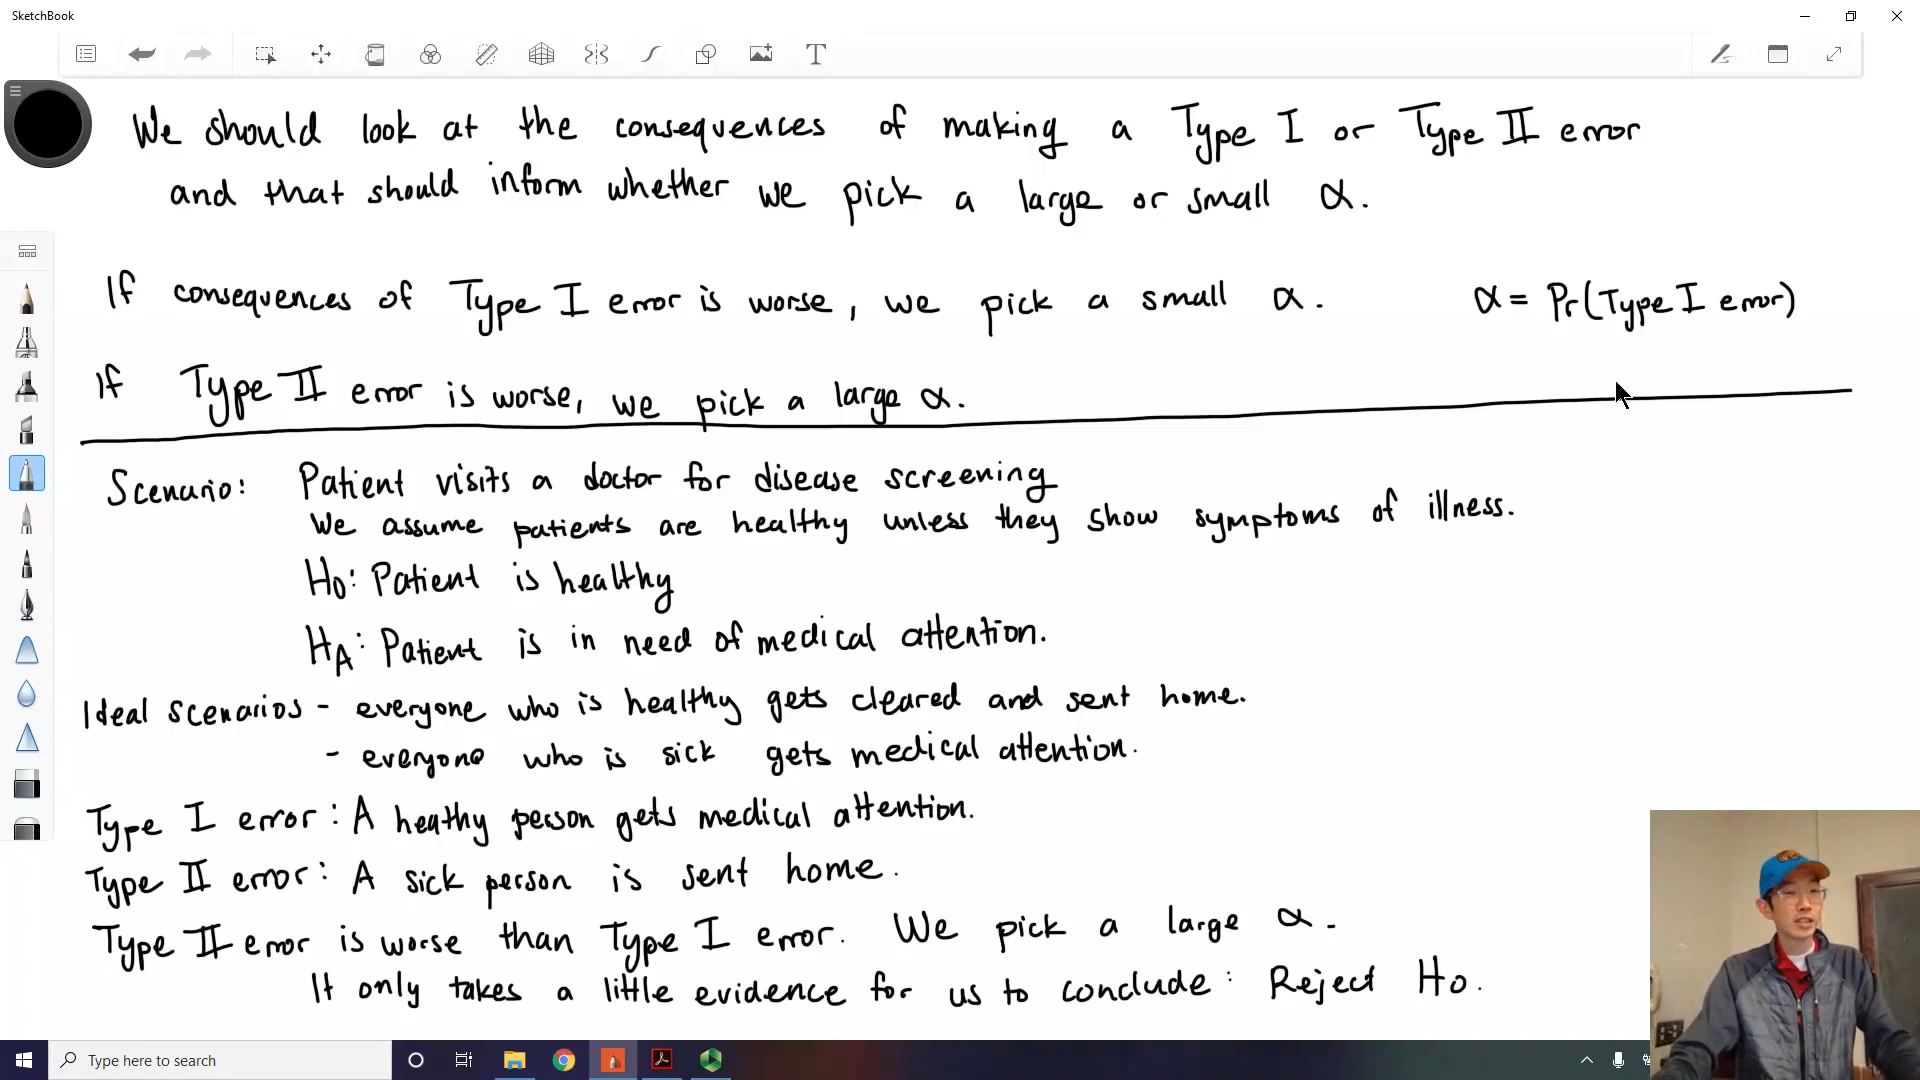 SketchBook
We should look at the consequences of making a Type I or Type II error
and that should inform whether we pick a large or small α.
If consequences of Type I error is worse, we pick a small α.
α = Pr(Type I error)
If Type II error is worse, we pick a large α.
Scenario: Patient visits a doctor for disease screening
We assume patients are healthy unless they show symptoms of illness.
H0: Patient is healthy
HA: Patient is in need of medical attention.
Ideal Scenarios - everyone who is healthy gets cleared and sent home.
- everyone who is sick gets medical attention.
Type I error: A heathy person gets medical attention.
Type II error: A sick person is sent home.
Type II error is worse than Type I error. We pick a large α.
It only takes a little evidence for us to conclude: Reject Ho.
Type here to search